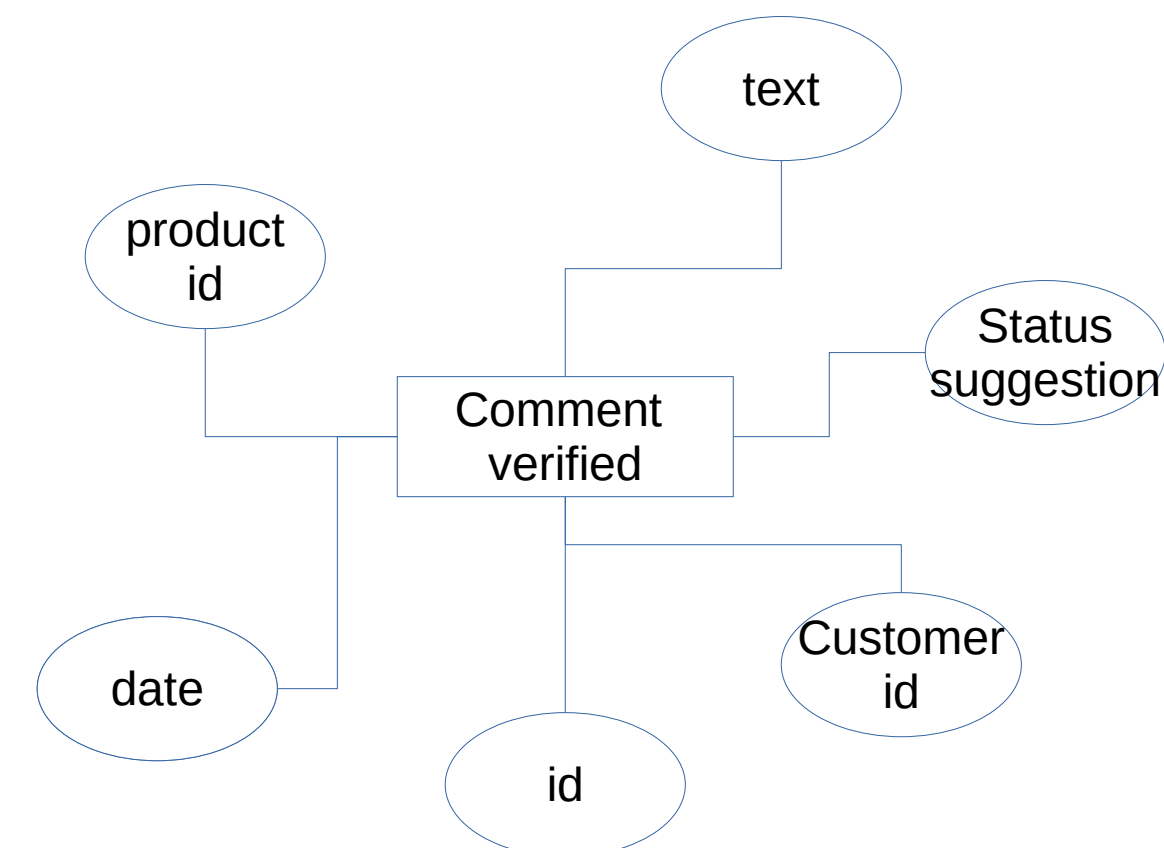 text
product
id
Status
suggestion
Comment
verified
Customer
id
date
id